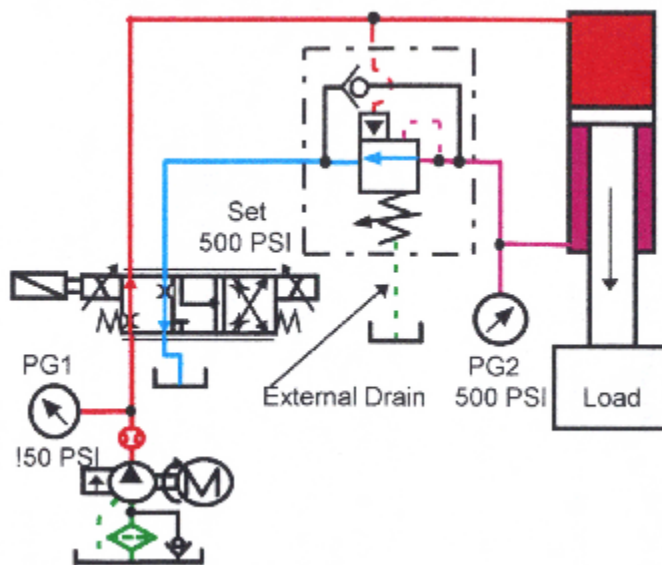 Set
500 PSI
PG1
!50 PSI
External Drain
PG2
500 PSI
Load
M